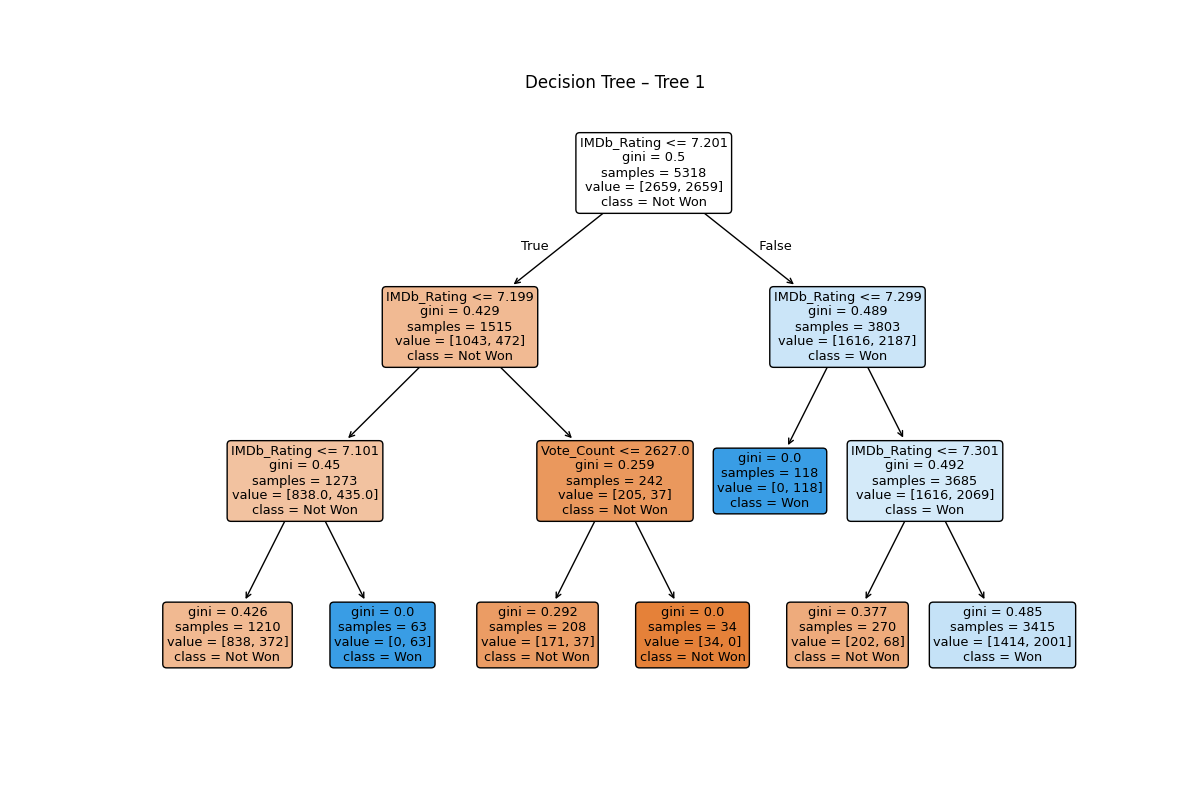 Decision Tree – Tree 1
IMDb_Rating <= 7.201
gini = 0.5
samples = 5318
value = [2659, 2659]
class = Not Won
True
False
IMDb_Rating <= 7.199
gini = 0.429
samples = 1515
value = [1043, 472]
class = Not Won
IMDb_Rating <= 7.299
gini = 0.489
samples = 3803
value = [1616, 2187]
class = Won
IMDb_Rating <= 7.101
gini = 0.45
samples = 1273
value = [838.0, 435.0]
class = Not Won
Vote_Count <= 2627.0
gini = 0.259
samples = 242
value = [205, 37]
class = Not Won
gini = 0.0
samples = 118
value = [0, 118]
class = Won
IMDb_Rating <= 7.301
gini = 0.492
samples = 3685
value = [1616, 2069]
class = Won
gini = 0.426
samples = 1210
value = [838, 372]
class = Not Won
gini = 0.0
samples = 63
value = [0, 63]
class = Won
gini = 0.292
samples = 208
value = [171, 37]
class = Not Won
gini = 0.0
samples = 34
value = [34, 0]
class = Not Won
gini = 0.377
samples = 270
value = [202, 68]
class = Not Won
gini = 0.485
samples = 3415
value = [1414, 2001]
class = Won